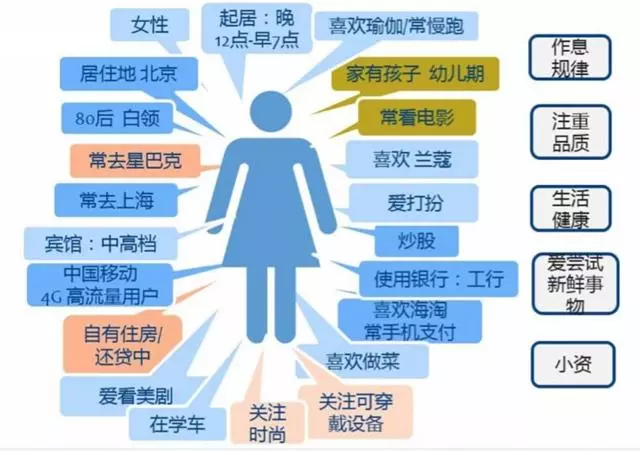 女性
起居：晚
12点-早7点
喜欢瑜伽/常慢跑
居住地 北京
家有孩子 幼儿期
80后 白领
常看电影
常去星巴克
喜欢 兰蔻
常去上海
爱打扮
宾馆：中高档
炒股
中国移动
4G 高流量用户
使用银行：工行
自有住房/
还贷中
喜欢海淘
常手机支付
爱看美剧
喜欢做菜
在学车
关注
时尚
关注可穿
戴设备
作息
规律
注重
品质
生活
健康
爱尝试
新鲜事
物
小资